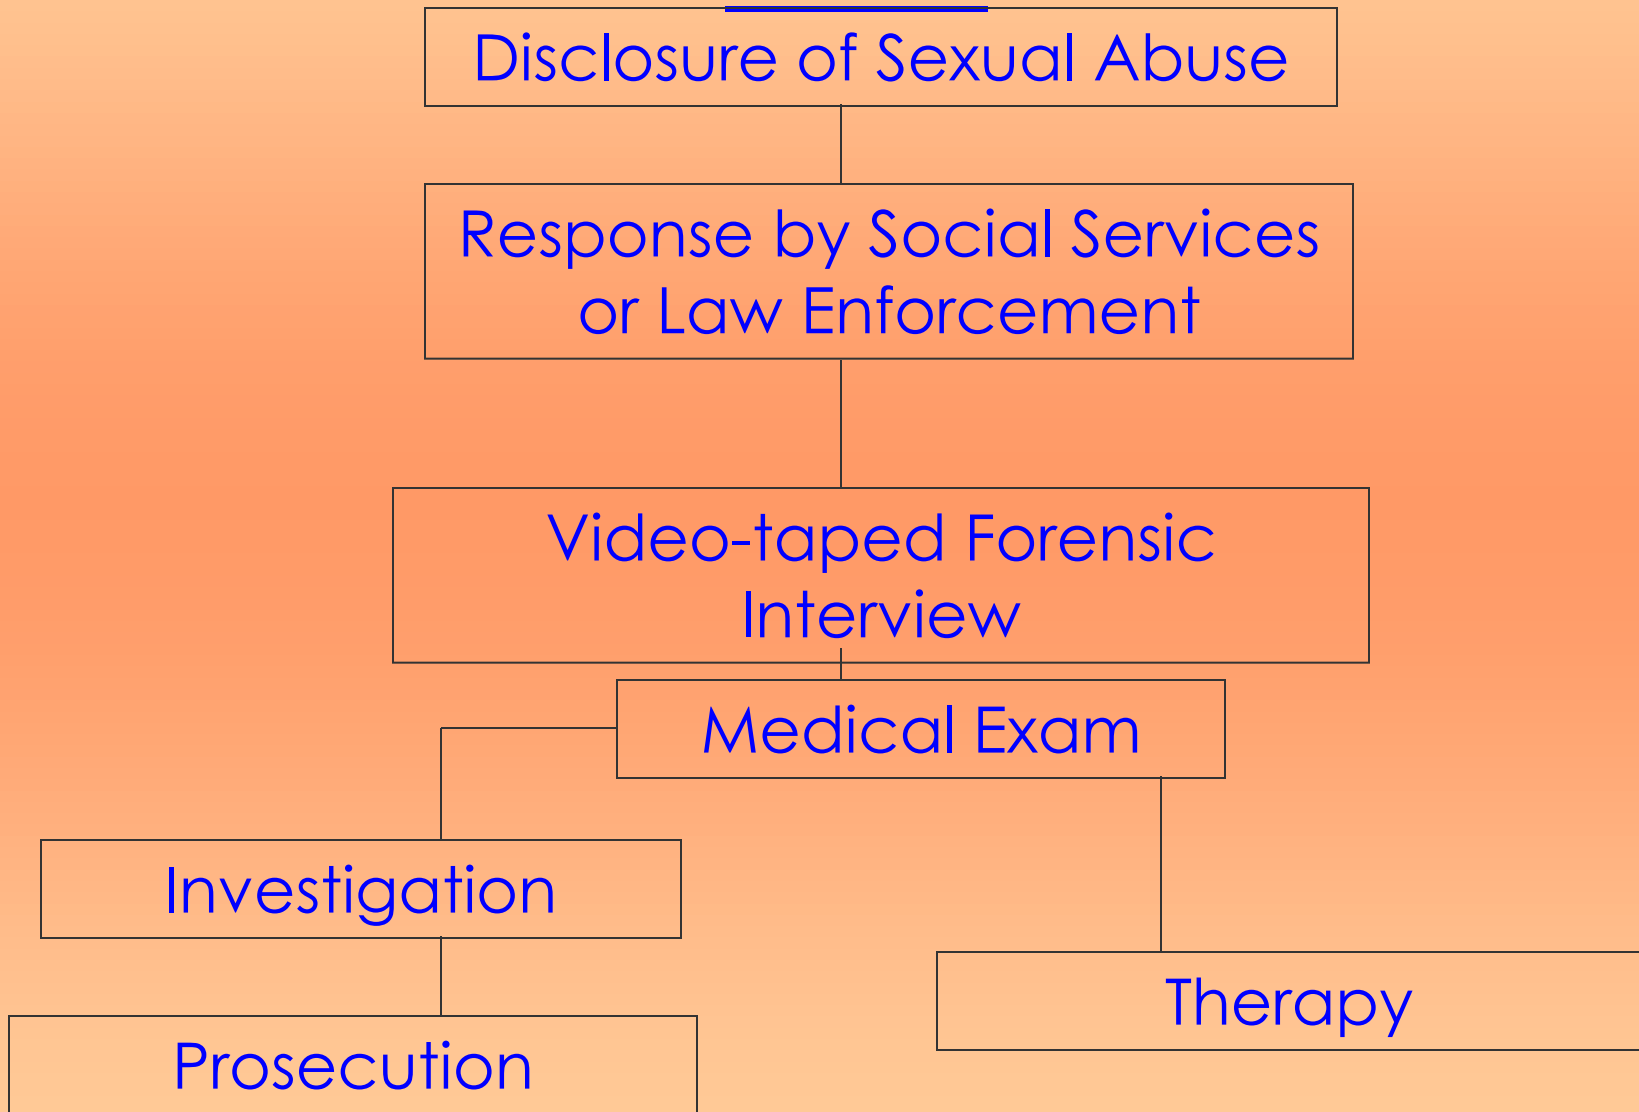 Disclosure of Sexual Abuse
Response by Social Services
or Law Enforcement
Video-taped Forensic
Interview
Medical Exam
Investigation
Therapy
Prosecution